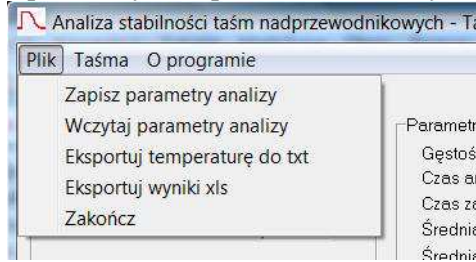 Analiza stabilności taśm nadprzewodnikowych - Ta
Plik Taśma O programie
Zapisz parametry analizy
Wczytaj parametry analizy
Eksportuj temperaturę do txt
Eksportuj wyniki xls
Zakończ
Parametr
Gęstoś
Czas a
Czas za
Średnia
Średnia